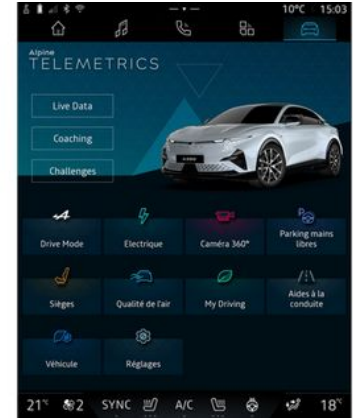 10°C 15:03
Alpine
TELEMETRICS
Live Data
Coaching
Challenges
Drive Mode
Electrique
Caméra 360°
Parking mains
libres
Sièges
Qualité de l'air
My Driving
Aides à la
conduite
Véhicule
Réglages
21° 2 SYNC A/C 18°